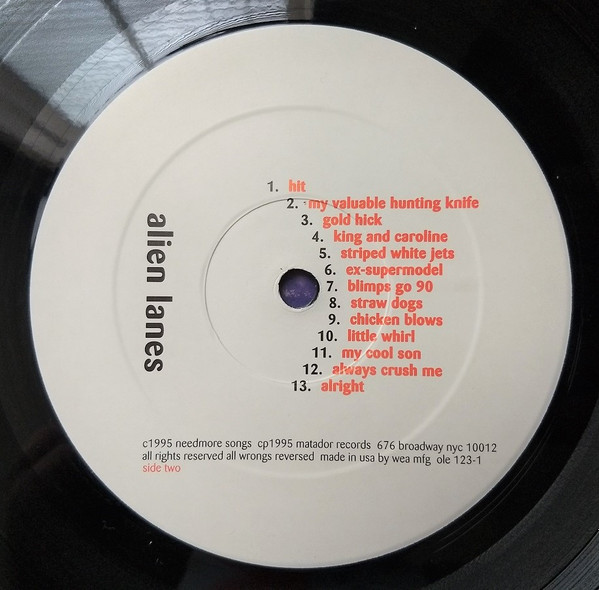 alien lanes
1. hit
2. my valuable hunting knife
3. gold hick
4. king and caroline
5. striped white jets
6. ex-supermodel
7. blimps go 90
8. straw dogs
9. chicken blows
10. little whirl
11. my cool son
12. always crush me
13. alright
c1995 needmore songs cp1995 matador records 676 broadway nyc 10012
all rights reserved all wrongs reversed made in usa by wea mfg ole 123-1
side two